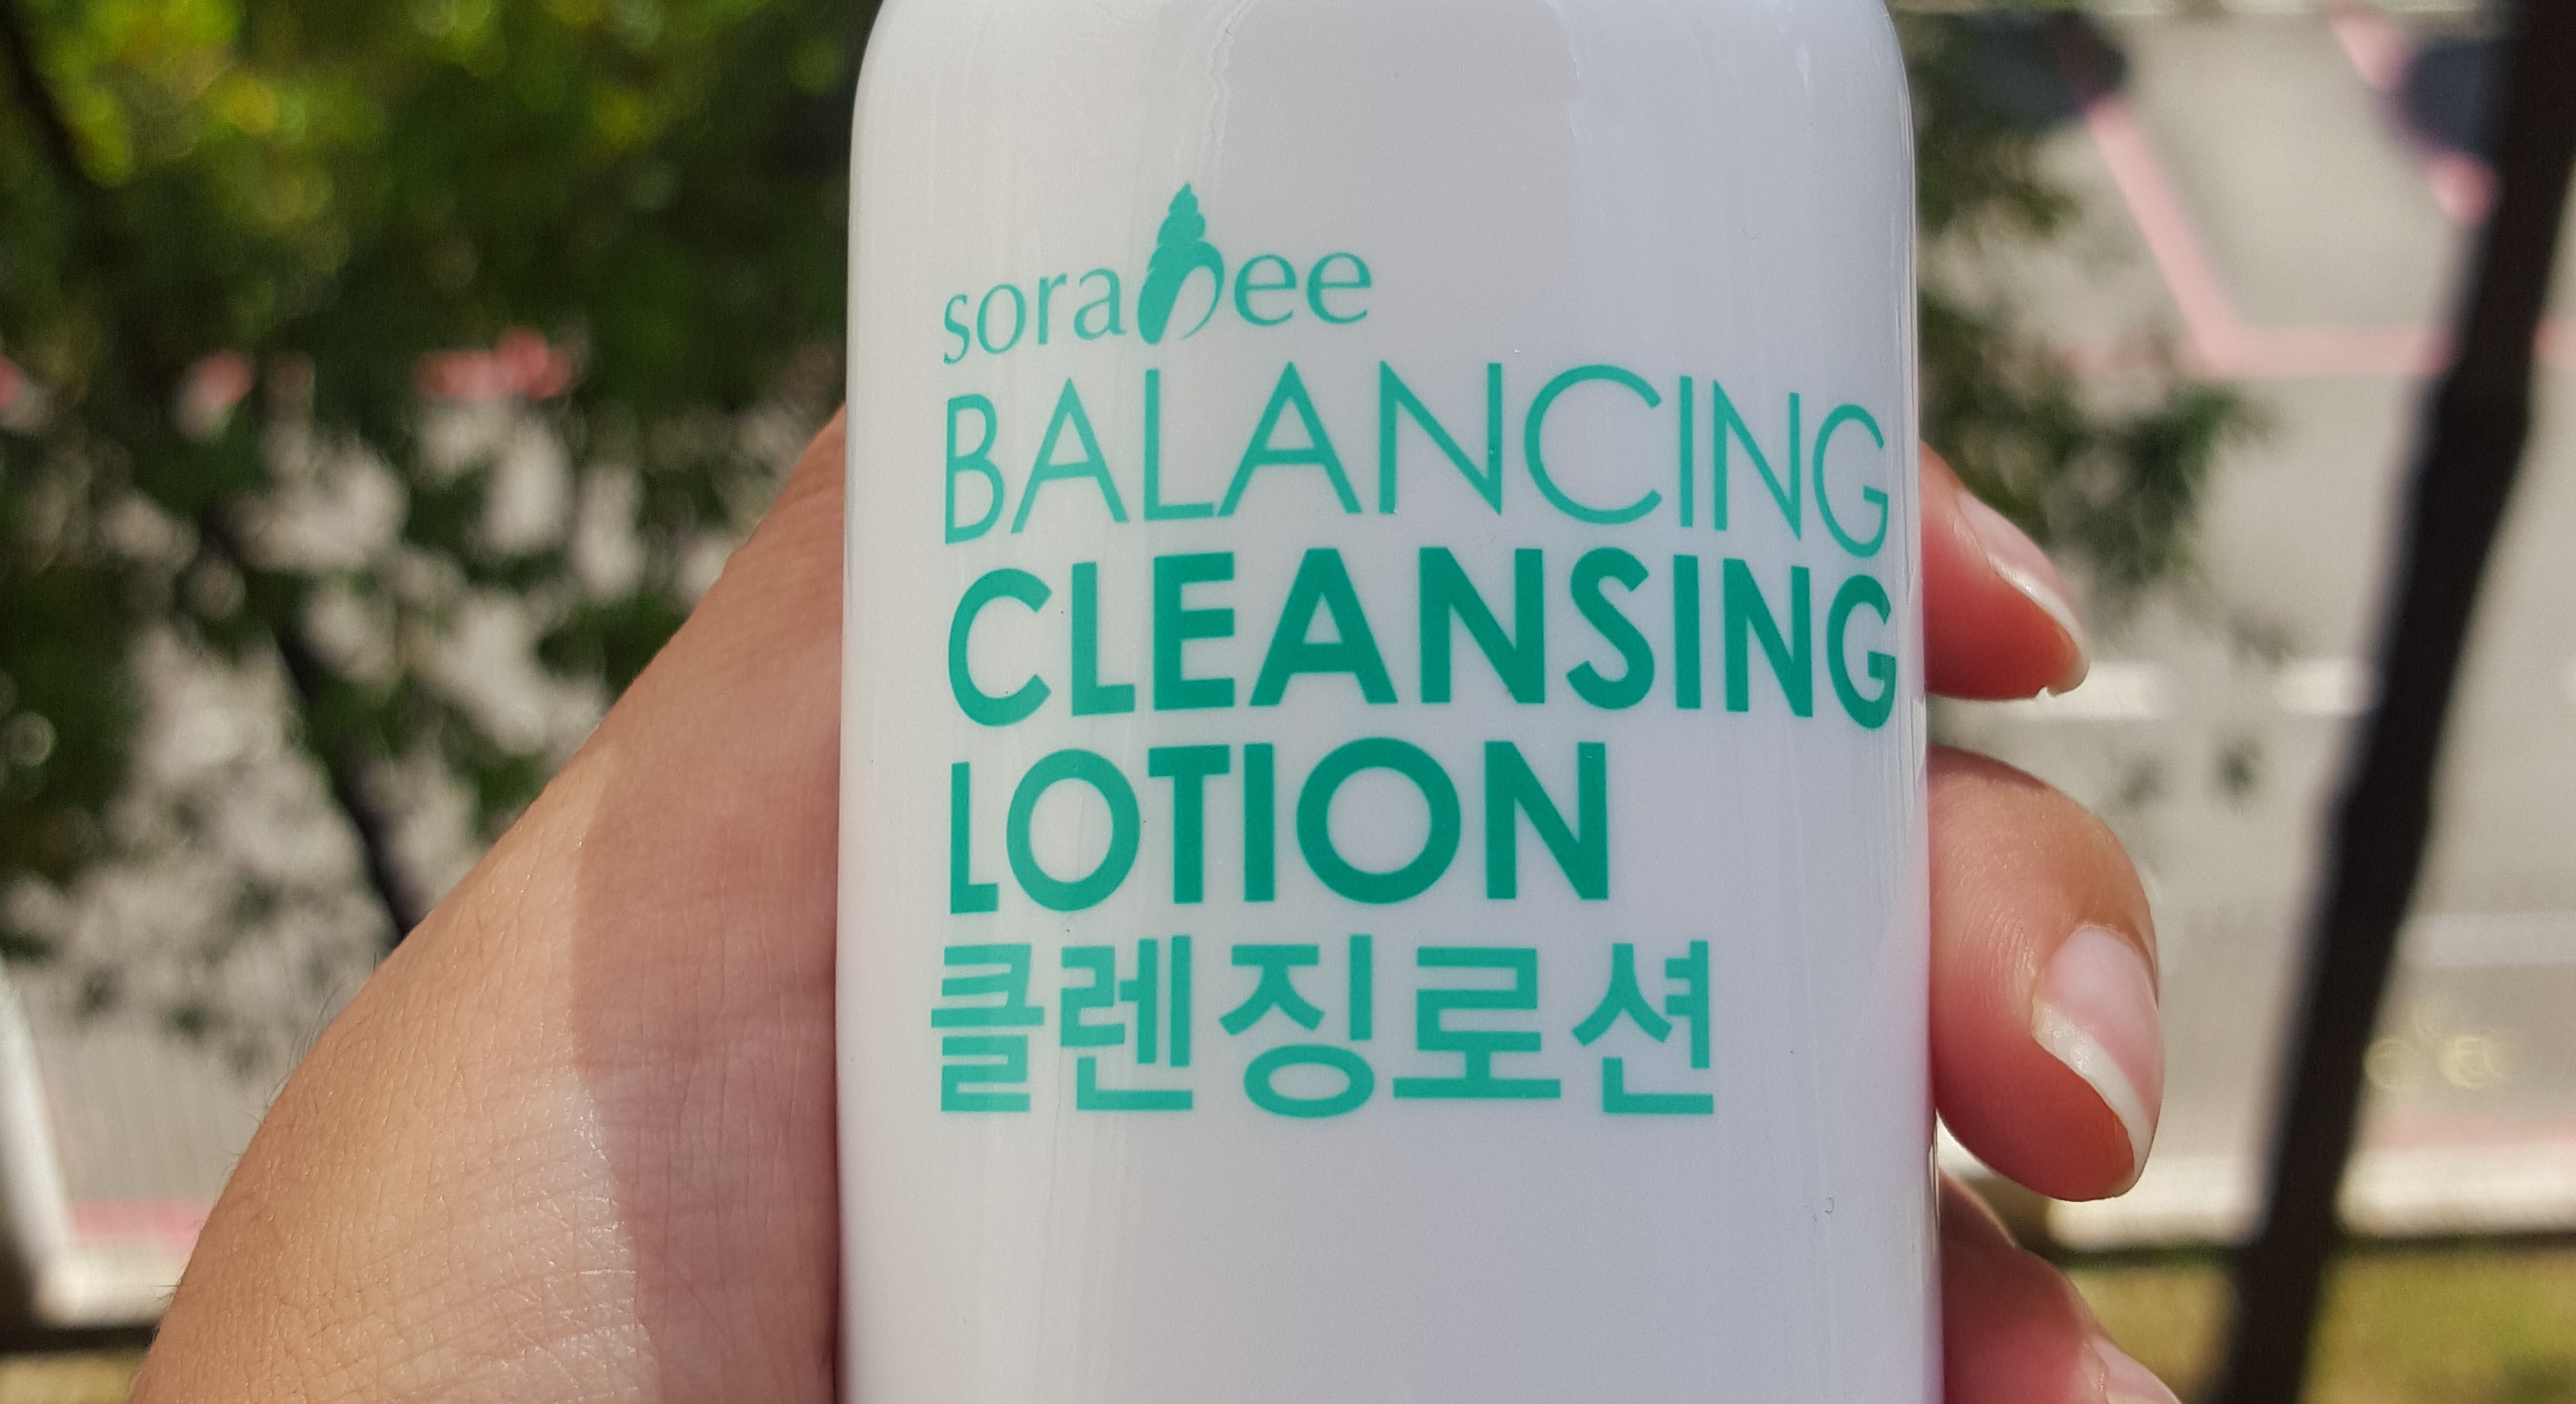 sorabee
BALANCING
CLEANSING
LOTION
클렌징로션